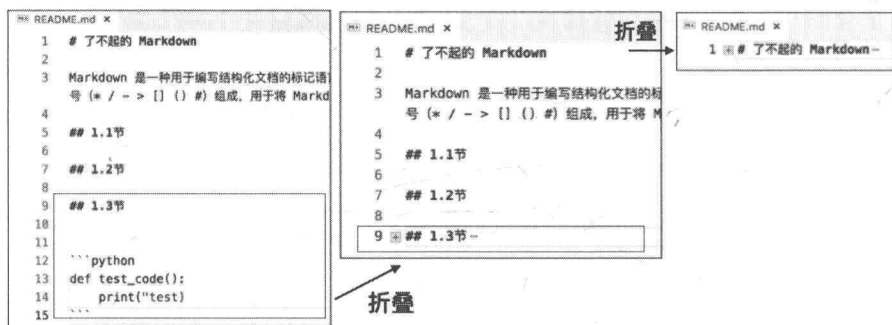 README.md ×
1 # 了不起的 Markdown
2
3 Markdown 是一种用于编写结构化文档的标记语
号 (* / - > [] () #) 组成，用于将 Markd
4
5 ## 1.1节
6
7 ## 1.2节
8
9 ## 1.3节
10
11
12 ```python
13 def test_code():
14 print("test)
15 ```
折叠
README.md ×
1 # 了不起的 Markdown
2
3 Markdown 是一种用于编写结构化文档的标
号 (* / - > [] () #) 组成，用于将 M
4
5 ## 1.1节
6
7 ## 1.2节
8
9 + ## 1.3节⋯
折叠
README.md ×
1 + # 了不起的 Markdown⋯